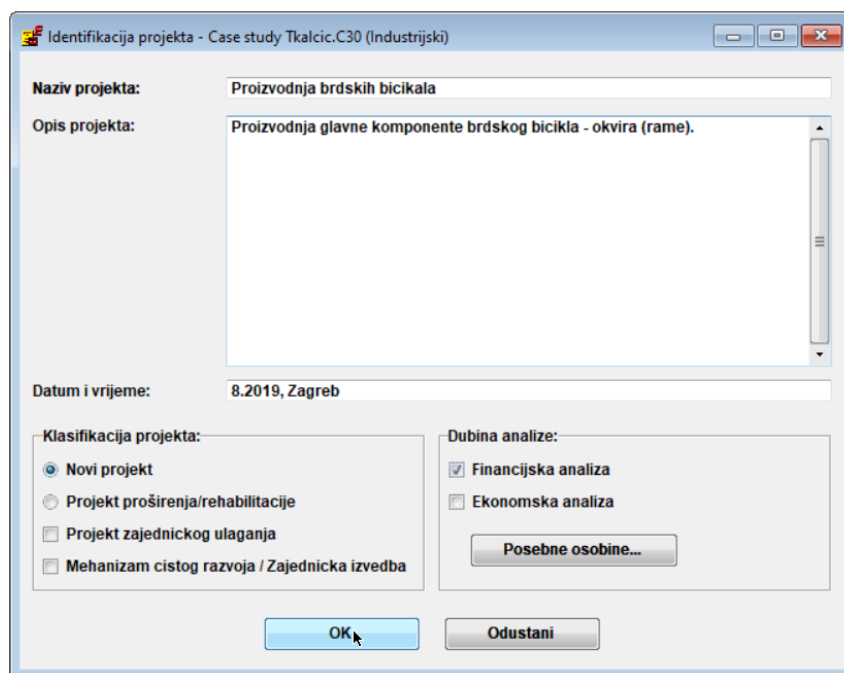 Identifikacija projekta - Case study Tkalcic.C30 (Industrijski)
Naziv projekta: Proizvodnja brdskih bicikala
Opis projekta: Proizvodnja glavne komponente brdskog bicikla - okvira (rame).
Datum i vrijeme: 8.2019, Zagreb
Klasifikacija projekta:
Novi projekt
Projekt proširenja/rehabilitacije
Projekt zajednickog ulaganja
Mehanizam cistog razvoja / Zajednicka izvedba
Dubina analize:
Financijska analiza
Ekonomska analiza
Posebne osobine...
OK
Odustani